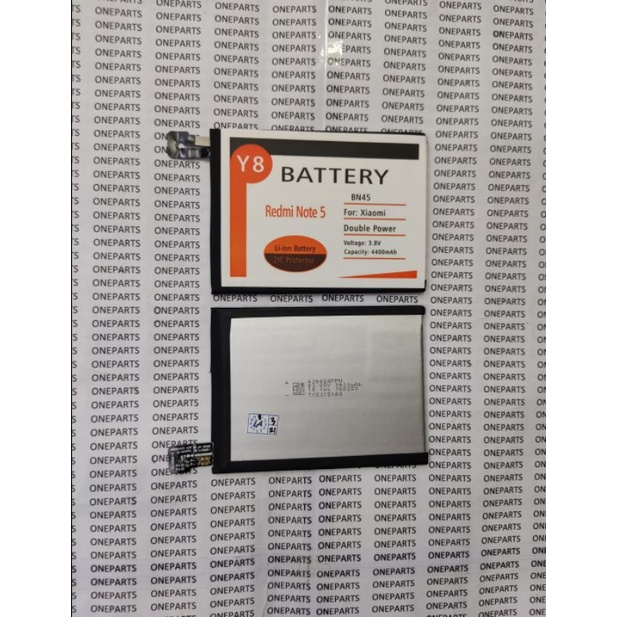 Y8
BATTERY
BN45
Redmi Note 5
For: Xiaomi
Double Power
Li-ion Battery
2IC Protector
Voltage: 3.8V
Capacity: 4400mAh
ONEPARTS